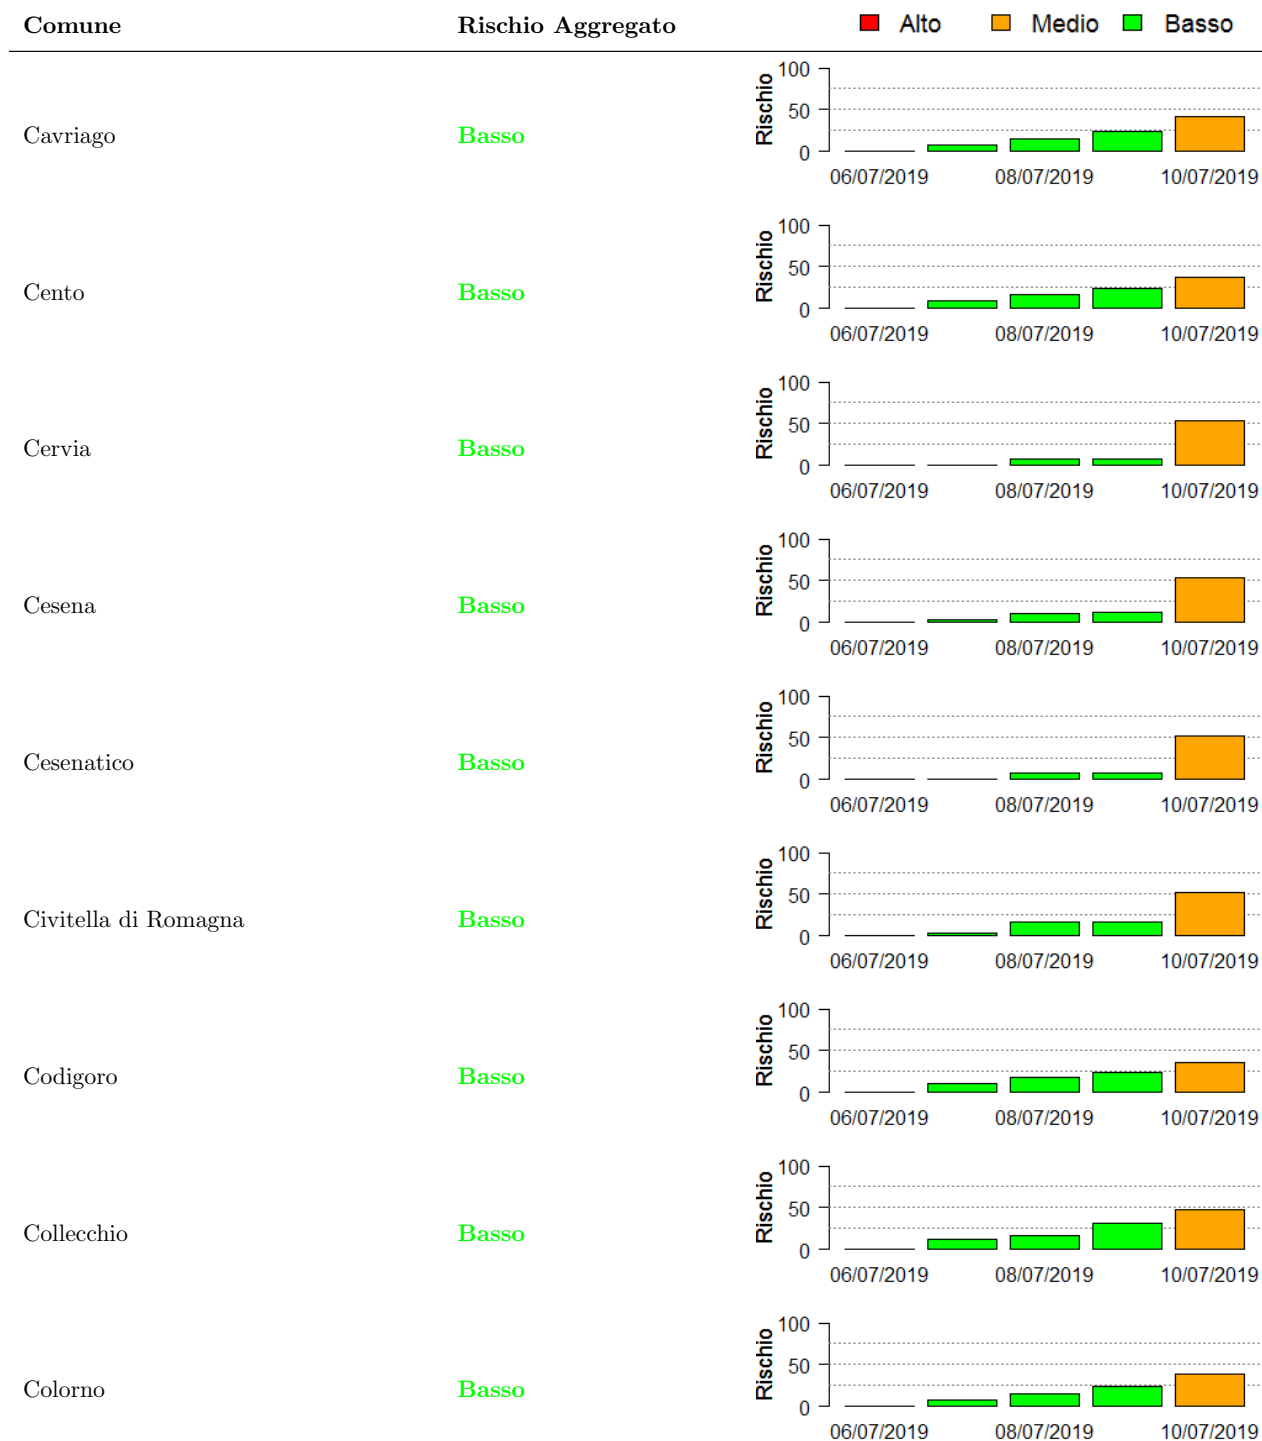 Comune Rischio Aggregato Alto Medio Basso
Cavriago Basso Rischio 100 50 0
06/07/2019 08/07/2019 10/07/2019
Cento Basso Rischio 100 50 0
06/07/2019 08/07/2019 10/07/2019
Cervia Basso Rischio 100 50 0
06/07/2019 08/07/2019 10/07/2019
Cesena Basso Rischio 100 50 0
06/07/2019 08/07/2019 10/07/2019
Cesenatico Basso Rischio 100 50 0
06/07/2019 08/07/2019 10/07/2019
Civitella di Romagna Basso Rischio 100 50 0
06/07/2019 08/07/2019 10/07/2019
Codigoro Basso Rischio 100 50 0
06/07/2019 08/07/2019 10/07/2019
Collecchio Basso Rischio 100 50 0
06/07/2019 08/07/2019 10/07/2019
Colorno Basso Rischio 100 50 0
06/07/2019 08/07/2019 10/07/2019